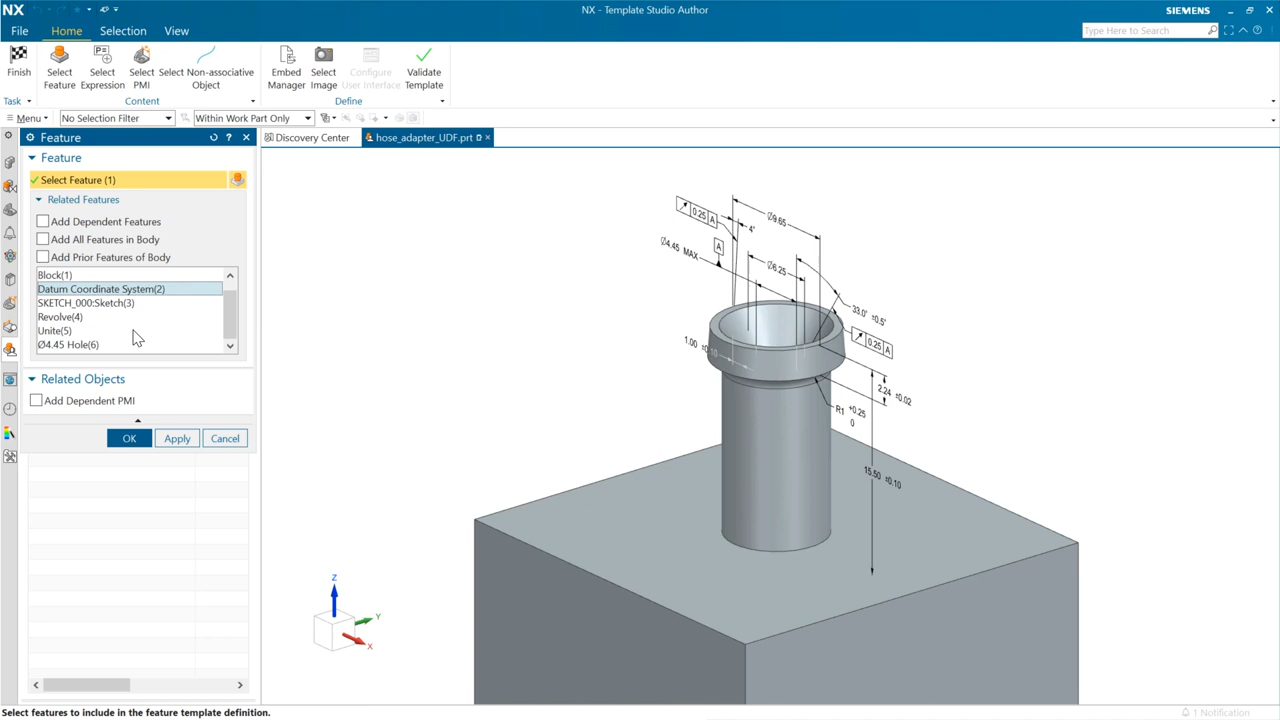 NX
NX - Template Studio Author
SIEMENS
File
Home
Selection
View
Type Here to Search
Finish
Select Feature
Select Expression
Select PMI
Select Non-associative Object
Embed Manager
Select Image
Configure User Interface
Validate Template
Task
Content
Define
Menu
No Selection Filter
Within Work Part Only
Feature
Discovery Center
hose_adapter_UDF.prt
Feature
Select Feature (1)
Related Features
Add Dependent Features
Add All Features in Body
Add Prior Features of Body
Block(1)
Datum Coordinate System(2)
SKETCH_000:Sketch(3)
Revolve(4)
Unite(5)
Ø4.45 Hole(6)
Related Objects
Add Dependent PMI
OK
Apply
Cancel
0.25 A
4°
Ø9.65
Ø4.45 MAX
A
Ø6.25
33.0° ±0.5°
0.25 A
1.00 ±0.10
2.24 ±0.02
R1 +0.25
0
15.50 ±0.10
Z
Y
X
Select features to include in the feature template definition.
1 Notification